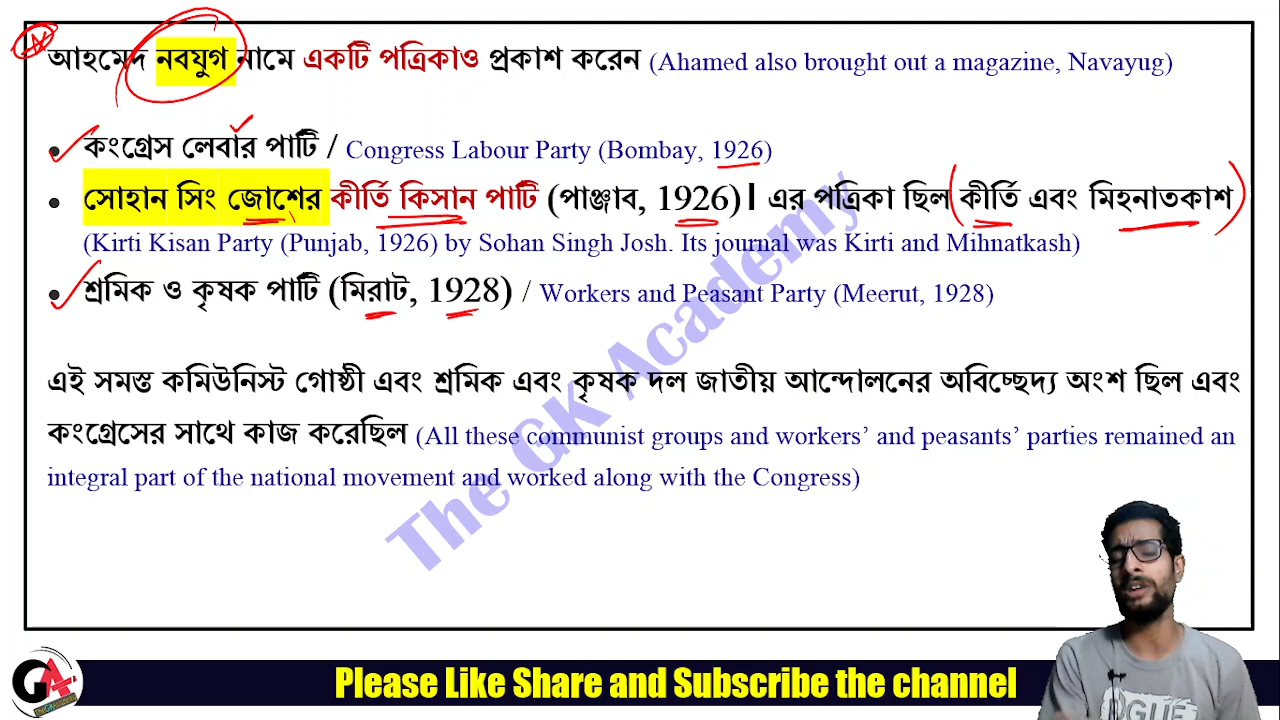 আহমেদ নবযুগ নামে একটি পত্রিকাও প্রকাশ করেন (Ahamed also brought out a magazine, Navayug)
• কংগ্রেস লেবার পার্টি / Congress Labour Party (Bombay, 1926)
• সোহান সিং জোশের কীর্তি কিসান পার্টি (পাঞ্জাব, 1926)। এর পত্রিকা ছিল কীর্তি এবং মিহনাতকাশ
(Kirti Kisan Party (Punjab, 1926) by Sohan Singh Josh. Its journal was Kirti and Mihnatkash)
• শ্রমিক ও কৃষক পার্টি (মিরাট, 1928) / Workers and Peasant Party (Meerut, 1928)
এই সমস্ত কমিউনিস্ট গোষ্ঠী এবং শ্রমিক এবং কৃষক দল জাতীয় আন্দোলনের অবিচ্ছেদ্য অংশ ছিল এবং
কংগ্রেসের সাথে কাজ করেছিল (All these communist groups and workers’ and peasants’ parties remained an
integral part of the national movement and worked along with the Congress)
The GK Academy
GA
Please Like Share and Subscribe the channel